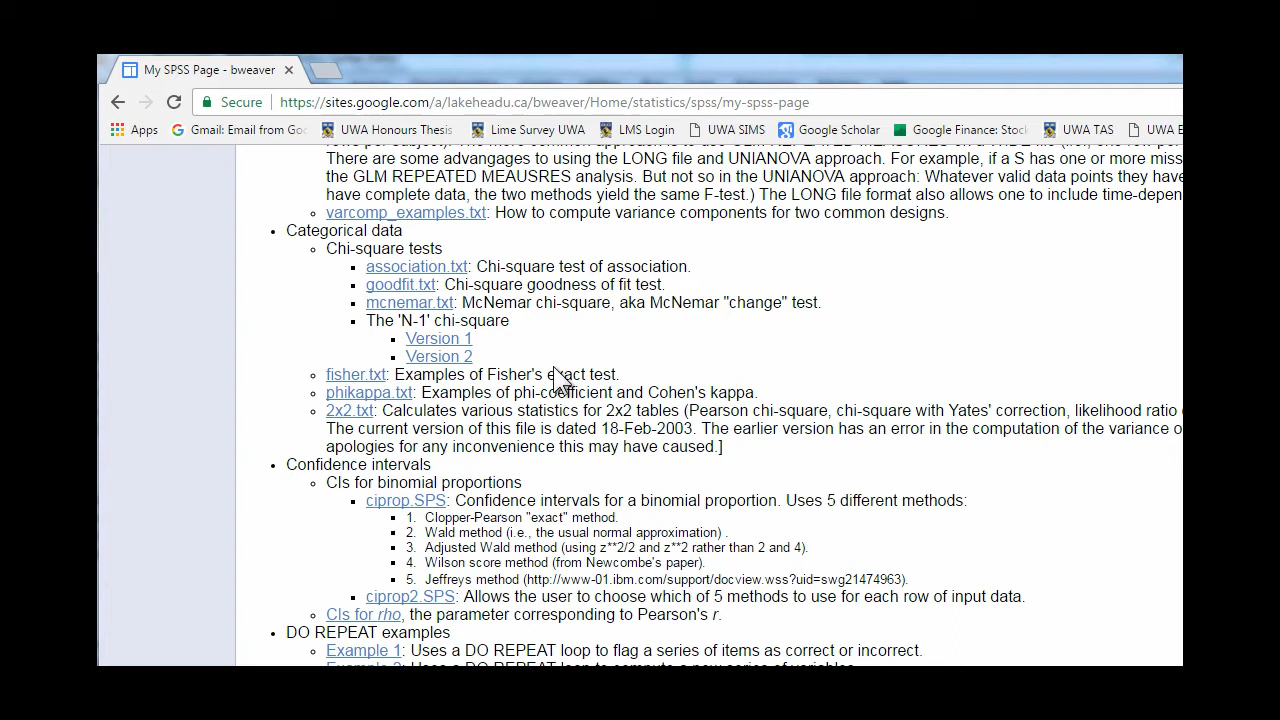 My SPSS Page - bweaver
Secure https://sites.google.com/a/lakeheadu.ca/bweaver/Home/statistics/spss/my-spss-page
Apps Gmail: Email from Goo UWA Honours Thesis Lime Survey UWA LMS Login UWA SIMS Google Scholar Google Finance: Stock UWA TAS UWA E
There are some advangages to using the LONG file and UNIANOVA approach. For example, if a S has one or more miss
the GLM REPEATED MEAUSRES analysis. But not so in the UNIANOVA approach: Whatever valid data points they have
have complete data, the two methods yield the same F-test.) The LONG file format also allows one to include time-depen
varcomp_examples.txt: How to compute variance components for two common designs.
Categorical data
Chi-square tests
association.txt: Chi-square test of association.
goodfit.txt: Chi-square goodness of fit test.
mcnemar.txt: McNemar chi-square, aka McNemar "change" test.
The 'N-1' chi-square
Version 1
Version 2
fisher.txt: Examples of Fisher's exact test.
phikappa.txt: Examples of phi-coefficient and Cohen's kappa.
2x2.txt: Calculates various statistics for 2x2 tables (Pearson chi-square, chi-square with Yates' correction, likelihood ratio
The current version of this file is dated 18-Feb-2003. The earlier version has an error in the computation of the variance o
apologies for any inconvenience this may have caused.]
Confidence intervals
CIs for binomial proportions
ciprop.SPS: Confidence intervals for a binomial proportion. Uses 5 different methods:
1. Clopper-Pearson "exact" method.
2. Wald method (i.e., the usual normal approximation) .
3. Adjusted Wald method (using z**2/2 and z**2 rather than 2 and 4).
4. Wilson score method (from Newcombe's paper).
5. Jeffreys method (http://www-01.ibm.com/support/docview.wss?uid=swg21474963).
ciprop2.SPS: Allows the user to choose which of 5 methods to use for each row of input data.
CIs for rho, the parameter corresponding to Pearson's r.
DO REPEAT examples
Example 1: Uses a DO REPEAT loop to flag a series of items as correct or incorrect.